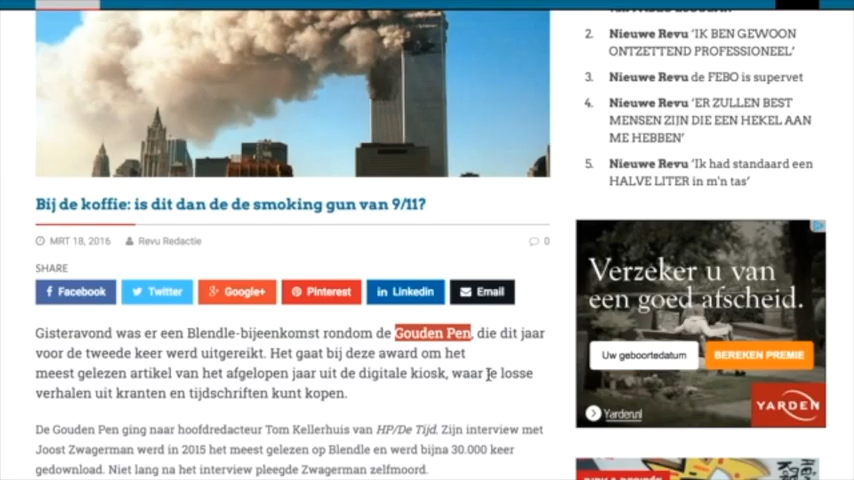 Bij de koffie: is dit dan de de smoking gun van 9/11?
MRT 18, 2016 Revu Redactie 0
SHARE
Facebook Twitter Google+ Pinterest Linkedin Email
Gisteravond was er een Blendle-bijeenkomst rondom de Gouden Pen, die dit jaar
voor de tweede keer werd uitgereikt. Het gaat bij deze award om het
meest gelezen artikel van het afgelopen jaar uit de digitale kiosk, waar je losse
verhalen uit kranten en tijdschriften kunt kopen.
De Gouden Pen ging naar hoofdredacteur Tom Kellerhuis van HP/De Tijd. Zijn interview met
Joost Zwagerman werd in 2015 het meest gelezen op Blendle en werd bijna 30.000 keer
gedownload. Niet lang na het interview pleegde Zwagerman zelfmoord.
2. Nieuwe Revu ‘IK BEN GEWOON
ONTZETTEND PROFESSIONEEL’
3. Nieuwe Revu de FEBO is supervet
4. Nieuwe Revu ‘ER ZULLEN BEST
MENSEN ZIJN DIE EEN HEKEL AAN
ME HEBBEN’
5. Nieuwe Revu ‘Ik had standaard een
HALVE LITER in m'n tas’
Verzeker u van
een goed afscheid.
Uw geboortedatum BEREKEN PREMIE
Yarden.nl YARDEN